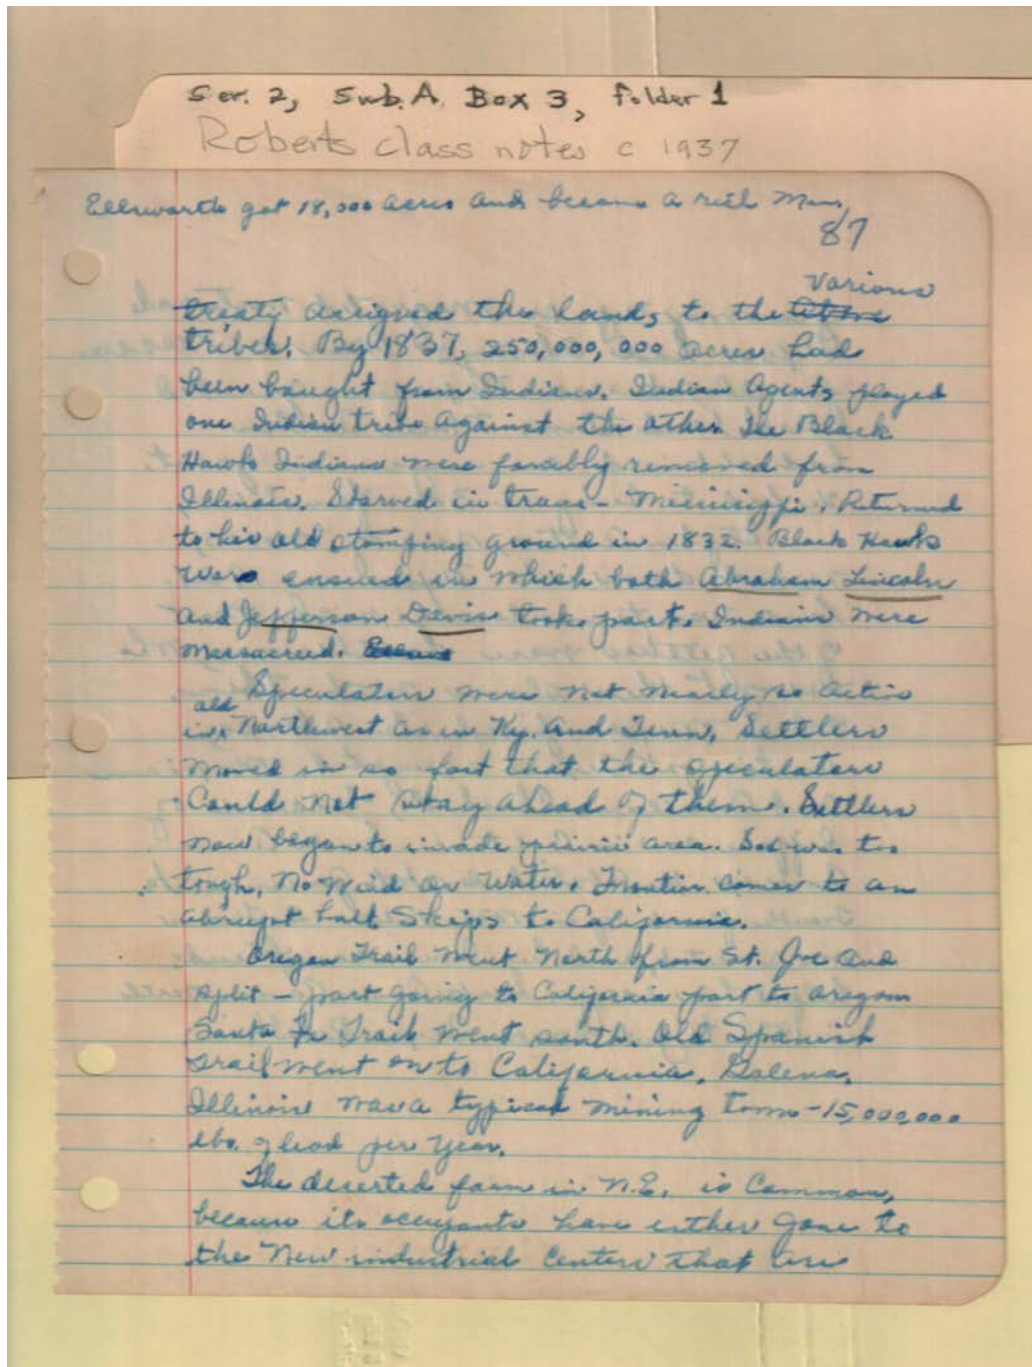 Ser. 2, Sub. A. Box 3, folder 1
Roberts class notes c 1937
Ellsworth got 18,000 acres and became a rich man.
87
various
treaty assigned the lands to the
tribes. By 1837, 250,000,000 acres had
been bought from Indians. Indian Agents played
one Indian tribe against the other. The Black
Hawk Indians were forcibly removed from
Illinois. Starved in trans-Mississippi. Returned
to his old stomping ground in 1832. Black Hawk
War ensued in which both Abraham Lincoln
and Jefferson Davis took part. Indians were
massacred.
Speculators were not nearly so active
old
in Northwest as in Ky. and Tenn. Settlers
moved in so fast that the speculators
could not stay ahead of them. Settlers
now began to invade prairie area. Sod was too
tough, no wind or water. Frontier comes to an
abrupt halt. Skips to California.
Oregon Trail went North from St. Joe and
split - part going to California part to Oregon
Santa Fe Trail went south. Old Spanish
Trail went on to California. Galena,
Illinois was a typical mining town - 15,000,000
lbs. of lead per year.
The deserted farm in N.E. is common,
because its occupants have either gone to
the new industrial centers that are